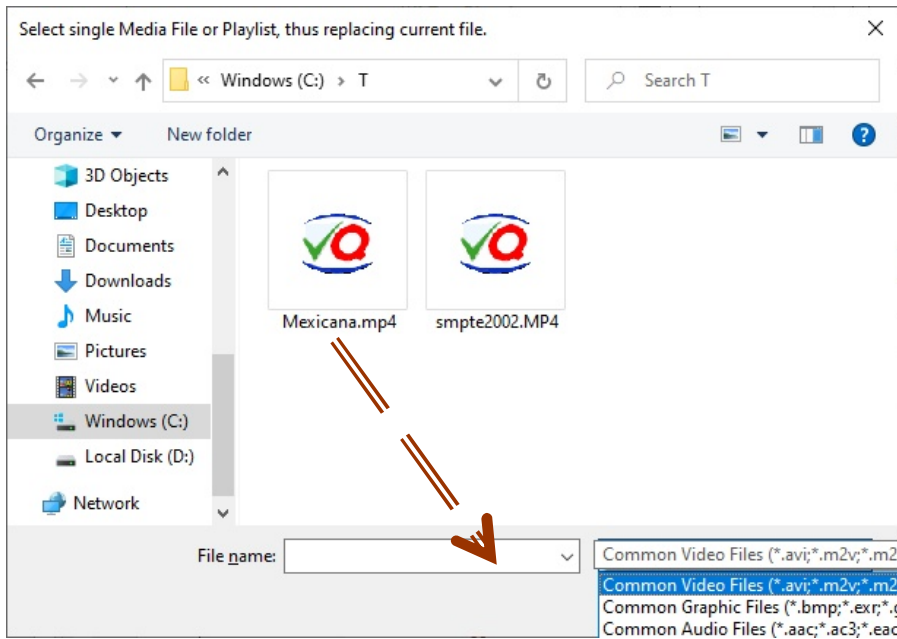 Select single Media File or Playlist, thus replacing current file.
« Windows (C:) › T
Search T
Organize
New folder
3D Objects
Desktop
Documents
Downloads
Music
Pictures
Videos
Windows (C:)
Local Disk (D:)
Network
Mexicana.mp4
smpte2002.MP4
File name:
Common Video Files (*.avi;*.m2v;*.m2
Common Video Files (*.avi;*.m2v;*.m2
Common Graphic Files (*.bmp;*.exr;*.g
Common Audio Files (*.aac;*.ac3;*.eac